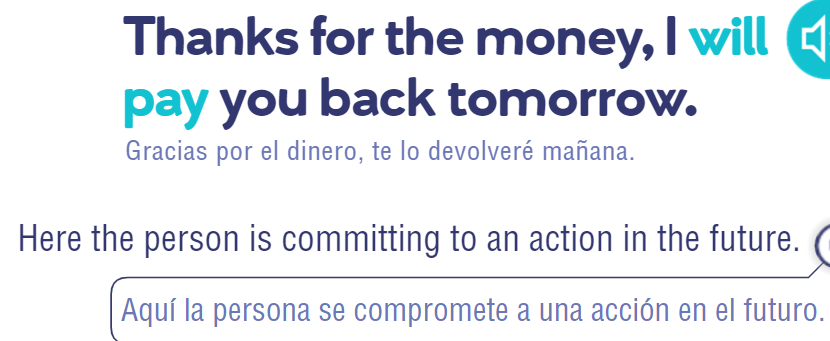 Thanks for the money, I will
pay you back tomorrow.
Gracias por el dinero, te lo devolveré mañana.
Here the person is committing to an action in the future.
Aquí la persona se compromete a una acción en el futuro.